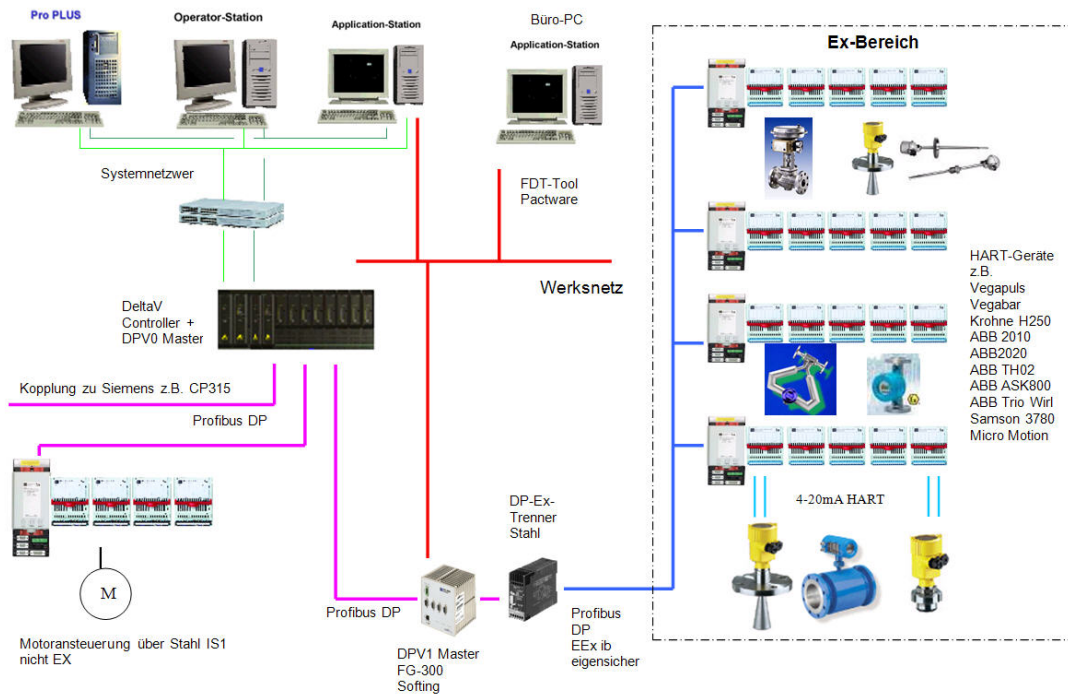 Pro PLUS
Operator-Station
Application-Station
Büro-PC
Application-Station
Ex-Bereich
Systemnetzwer
FDT-Tool
Pactware
Werksnetz
DeltaV
Controller +
DPV0 Master
HART-Geräte
z.B.
Vegapuls
Vegabar
Krohne H250
ABB 2010
ABB2020
ABB TH02
ABB ASK800
ABB Trio Wirl
Samson 3780
Micro Motion
Kopplung zu Siemens z.B. CP315
Profibus DP
DP-Ex-
Trenner
Stahl
4-20mA HART
M
Profibus DP
Profibus
DP
EEx ib
eigensicher
Motoransteuerung über Stahl IS1
nicht EX
DPV1 Master
FG-300
Softing